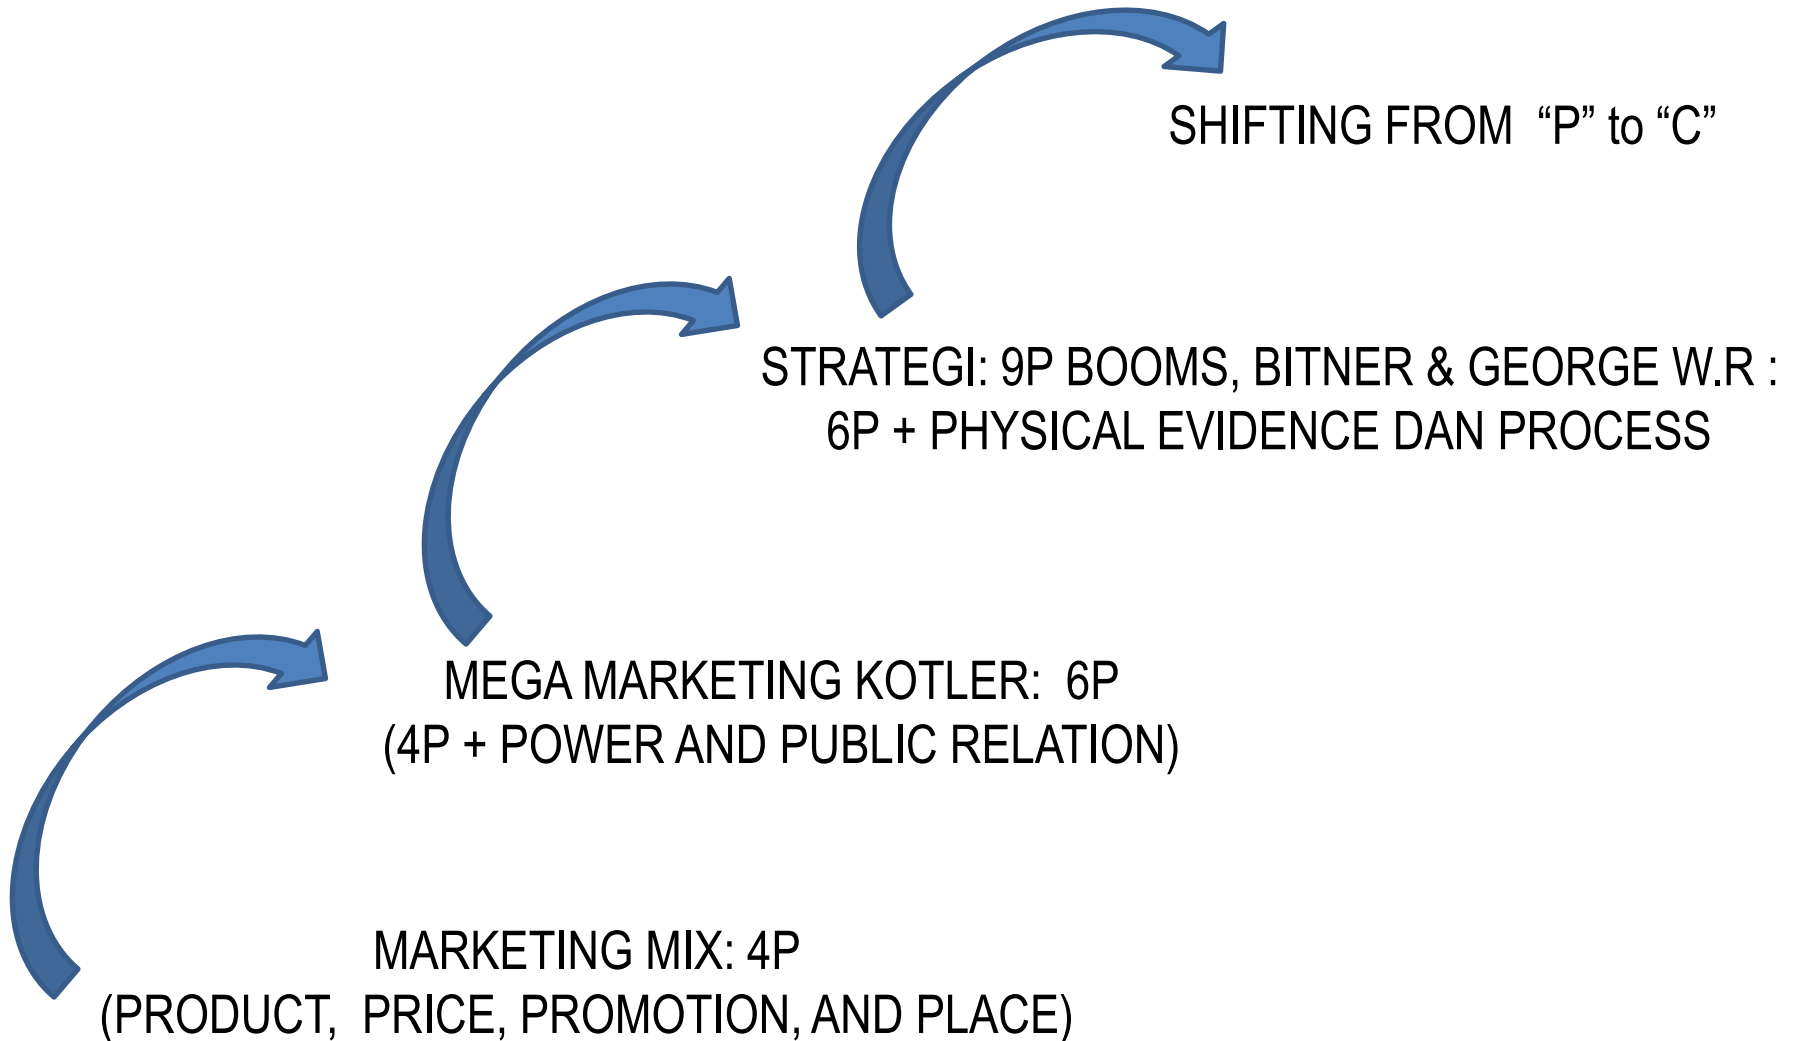 SHIFTING FROM “P” to “C”
STRATEGI: 9P BOOMS, BITNER & GEORGE W.R :
6P + PHYSICAL EVIDENCE DAN PROCESS
MEGA MARKETING KOTLER: 6P
(4P + POWER AND PUBLIC RELATION)
MARKETING MIX: 4P
(PRODUCT, PRICE, PROMOTION, AND PLACE)